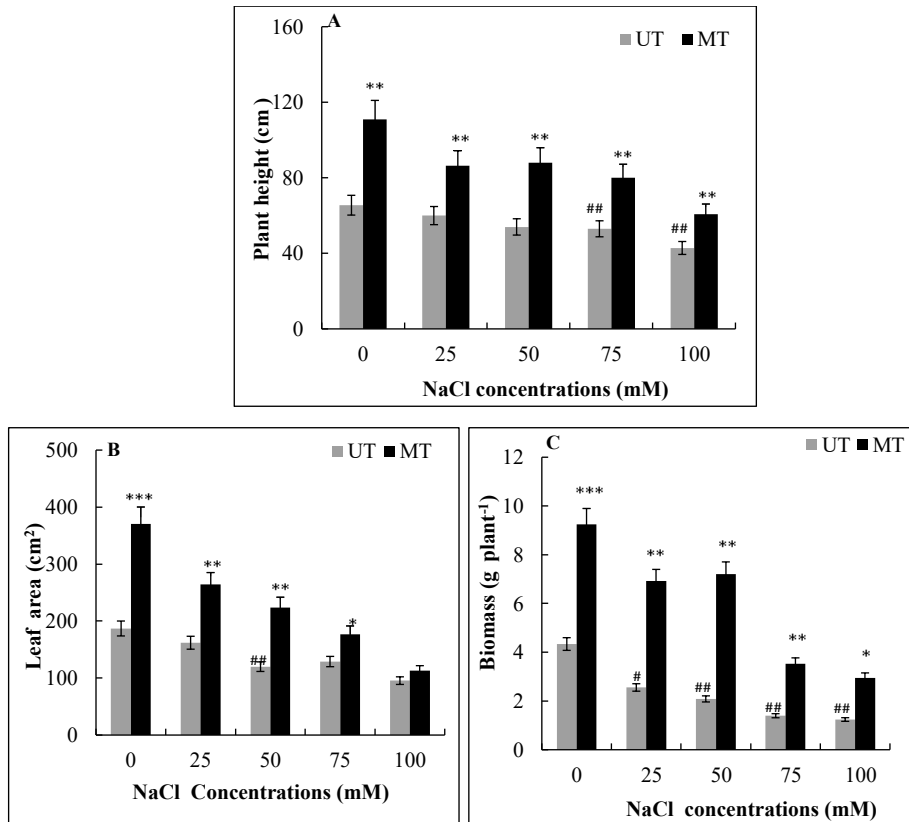 A
UT MT
160
120
80
40
0
** ** ** ** **
## ##
Plant height (cm)
0 25 50 75 100
NaCl concentrations (mM)
B
UT MT
500
400
300
200
100
0
*** ** ** *
##
Leaf area (cm²)
0 25 50 75 100
NaCl Concentrations (mM)
C
UT MT
12
10
8
6
4
2
0
*** ** ** ** *
# ## ## ##
Biomass (g plant⁻¹)
0 25 50 75 100
NaCl concentrations (mM)